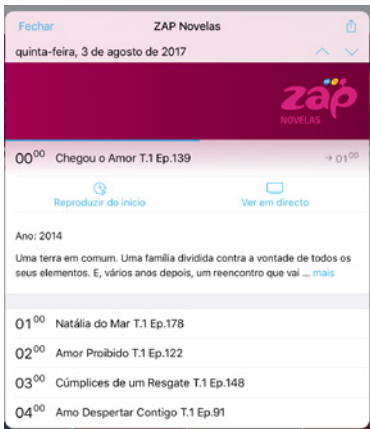 Fechar
ZAP Novelas
quinta-feira, 3 de agosto de 2017
zap
NOVELAS
00⁰⁰ Chegou o Amor T.1 Ep.139 → 01⁰⁰
Reproduzir do início
Ver em directo
Ano: 2014
Uma terra em comum. Uma família dividida contra a vontade de todos os
seus elementos. E, vários anos depois, um reencontro que vai ... mais
01⁰⁰ Natália do Mar T.1 Ep.178
02⁰⁰ Amor Proibido T.1 Ep.122
03⁰⁰ Cúmplices de um Resgate T.1 Ep.148
04⁰⁰ Amo Despertar Contigo T.1 Ep.91